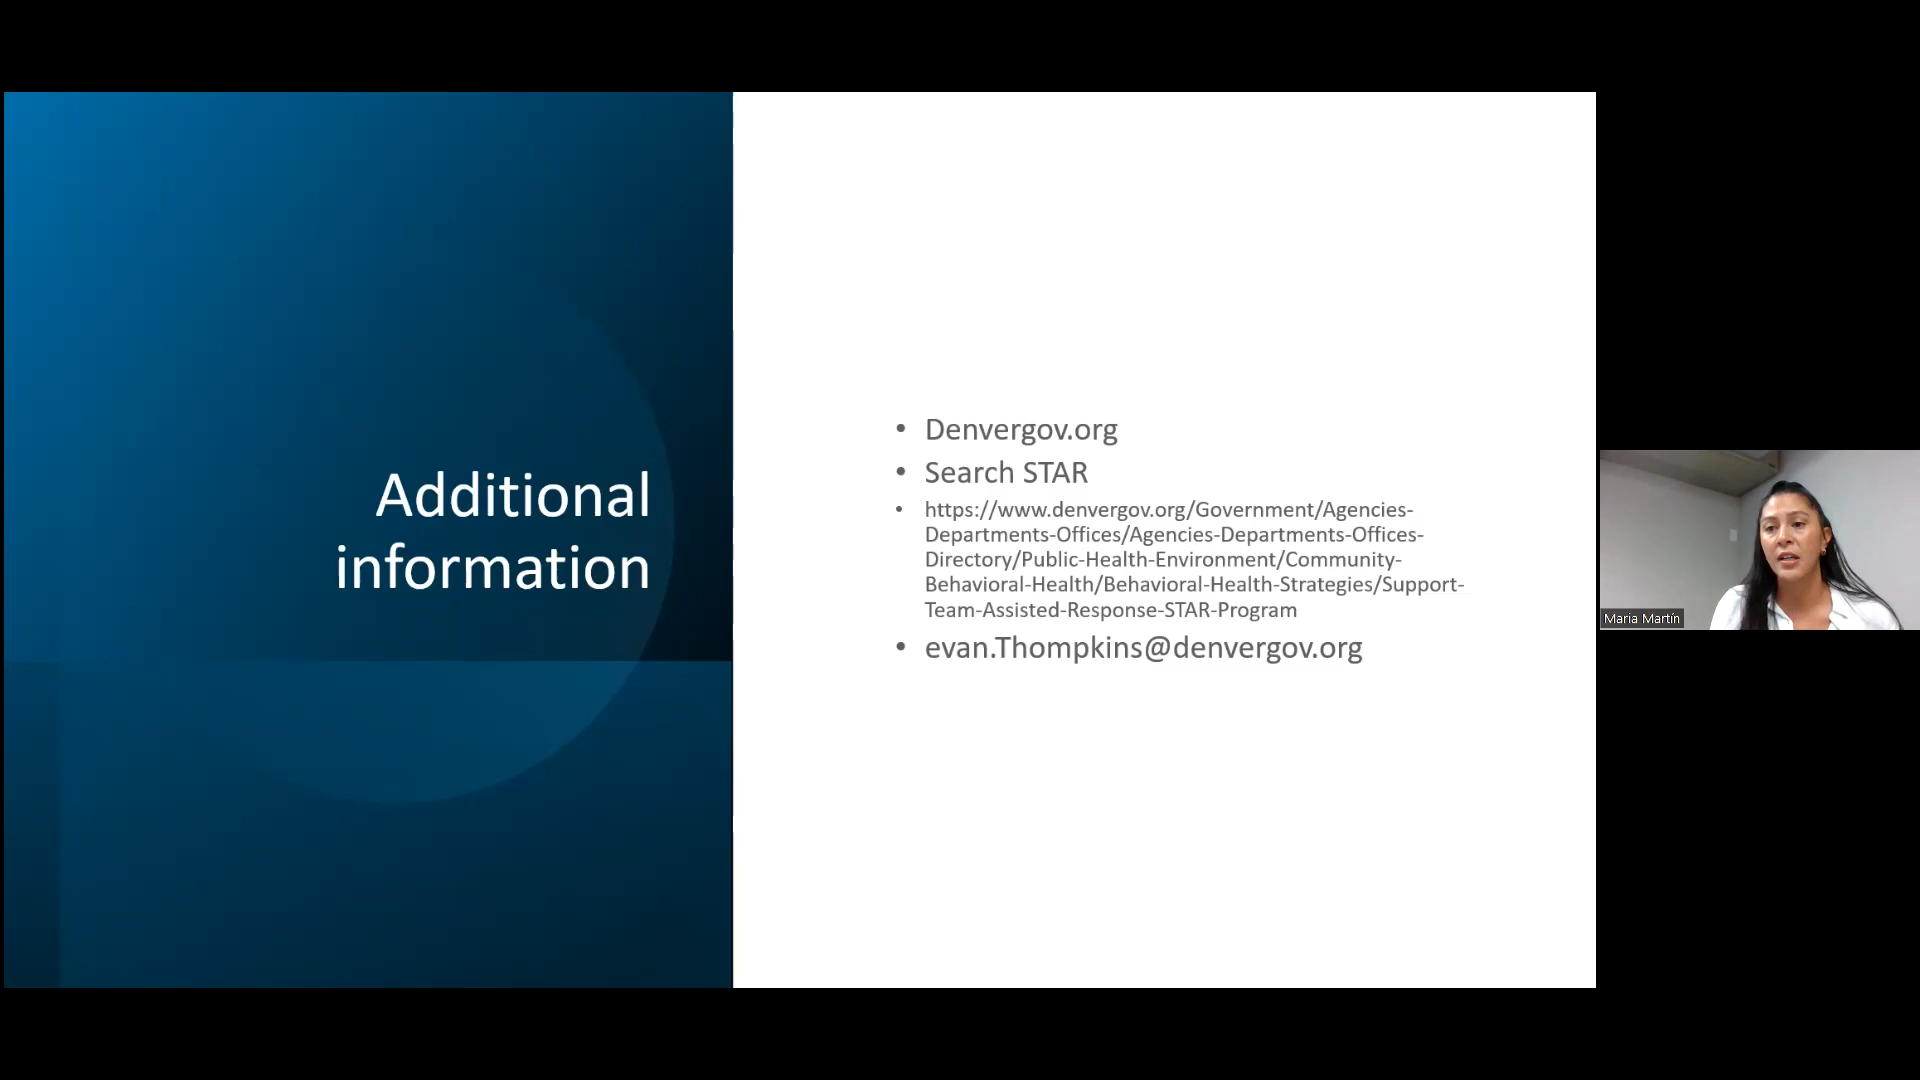 Additional
information
• Denvergov.org
• Search STAR
• https://www.denvergov.org/Government/Agencies-
Departments-Offices/Agencies-Departments-Offices-
Directory/Public-Health-Environment/Community-
Behavioral-Health/Behavioral-Health-Strategies/Support-
Team-Assisted-Response-STAR-Program
• evan.Thompkins@denvergov.org
Maria Martín